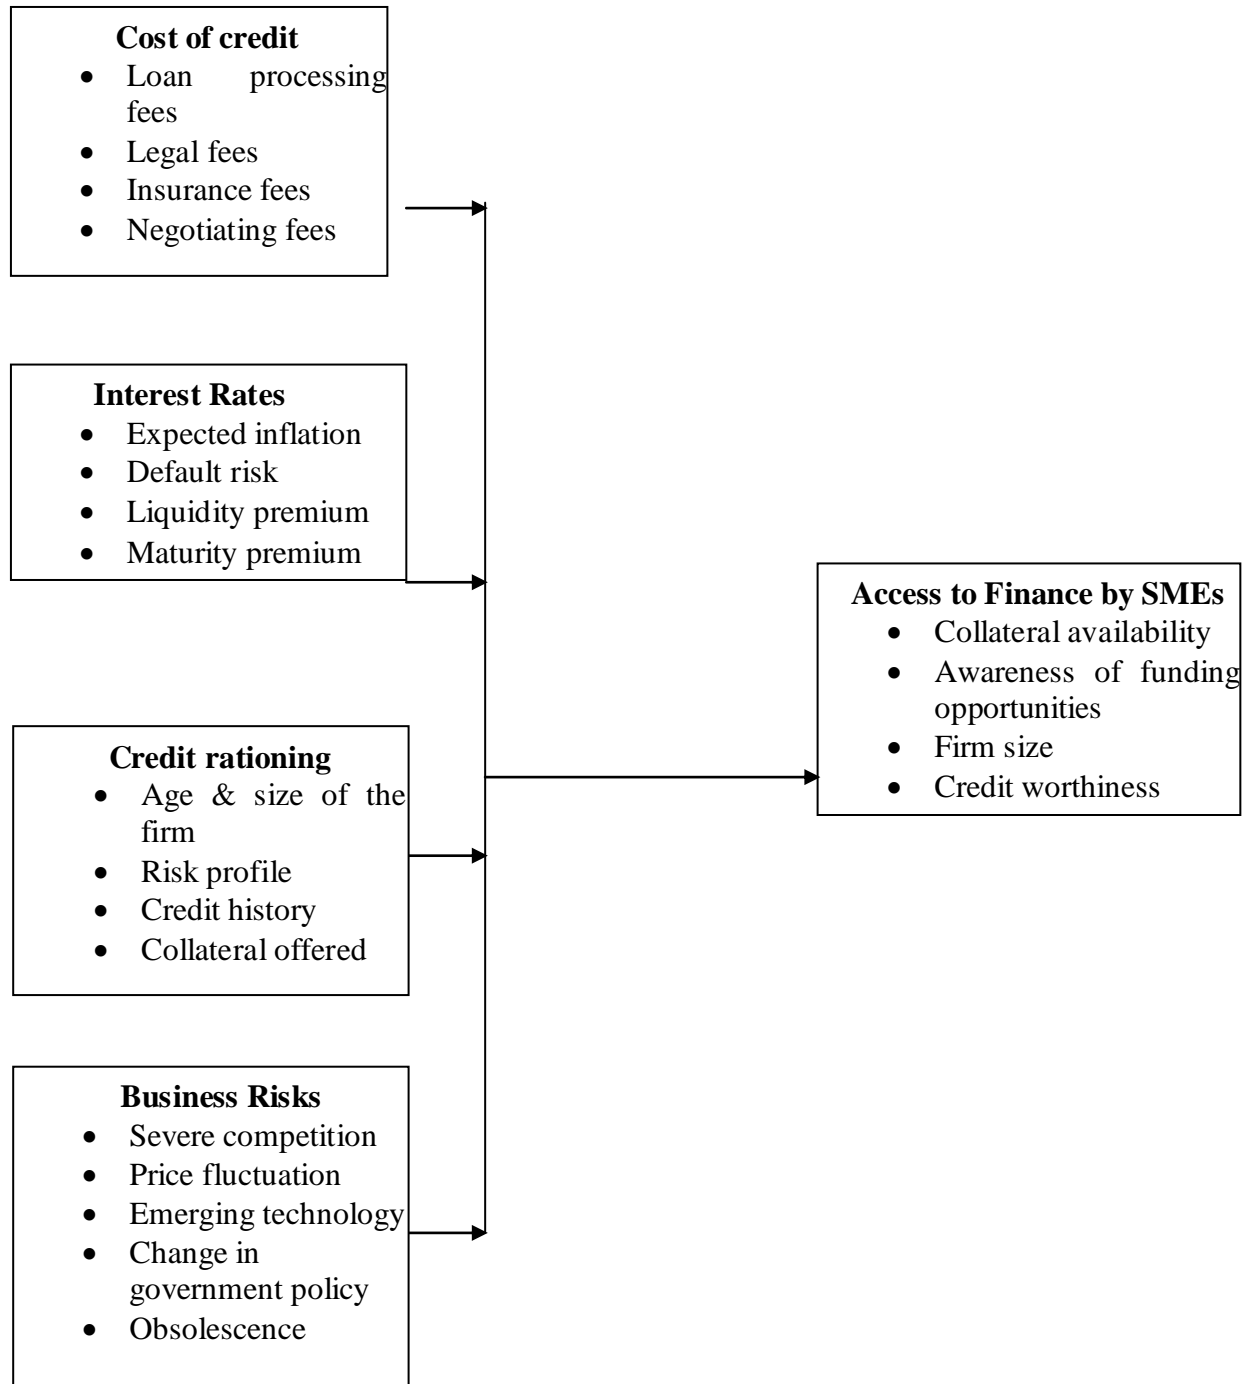 Cost of credit
• Loan processing
fees
• Legal fees
• Insurance fees
• Negotiating fees
Interest Rates
• Expected inflation
• Default risk
• Liquidity premium
• Maturity premium
Credit rationing
• Age & size of the
firm
• Risk profile
• Credit history
• Collateral offered
Business Risks
• Severe competition
• Price fluctuation
• Emerging technology
• Change in
government policy
• Obsolescence
Access to Finance by SMEs
• Collateral availability
• Awareness of funding
opportunities
• Firm size
• Credit worthiness